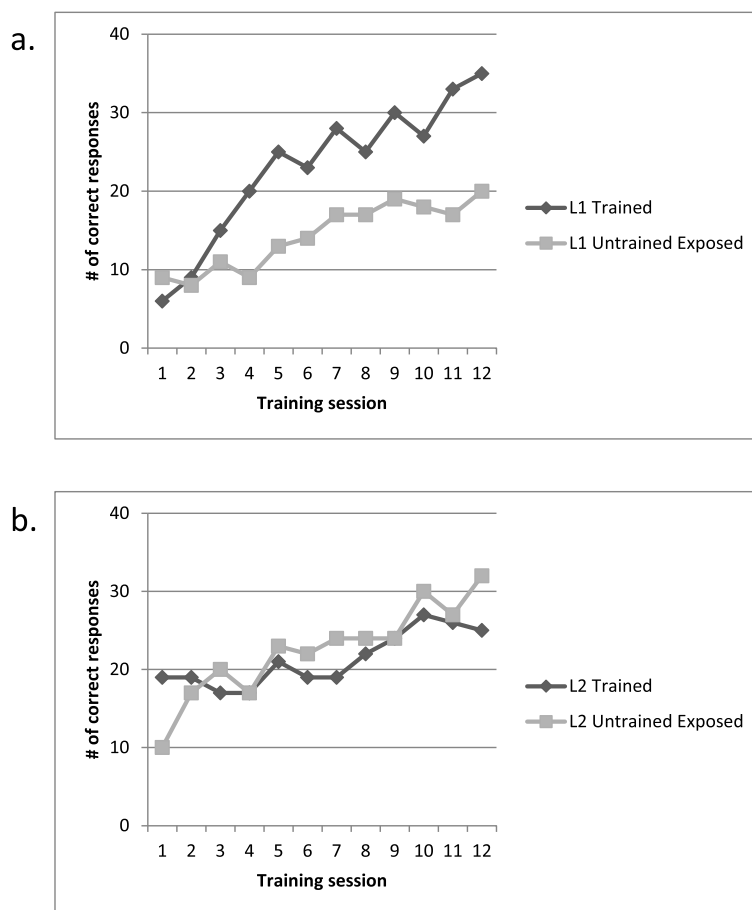 a.
# of correct responses
40
30
20
10
0
1 2 3 4 5 6 7 8 9 10 11 12
Training session
L1 Trained
L1 Untrained Exposed
b.
# of correct responses
40
30
20
10
0
1 2 3 4 5 6 7 8 9 10 11 12
Training session
L2 Trained
L2 Untrained Exposed